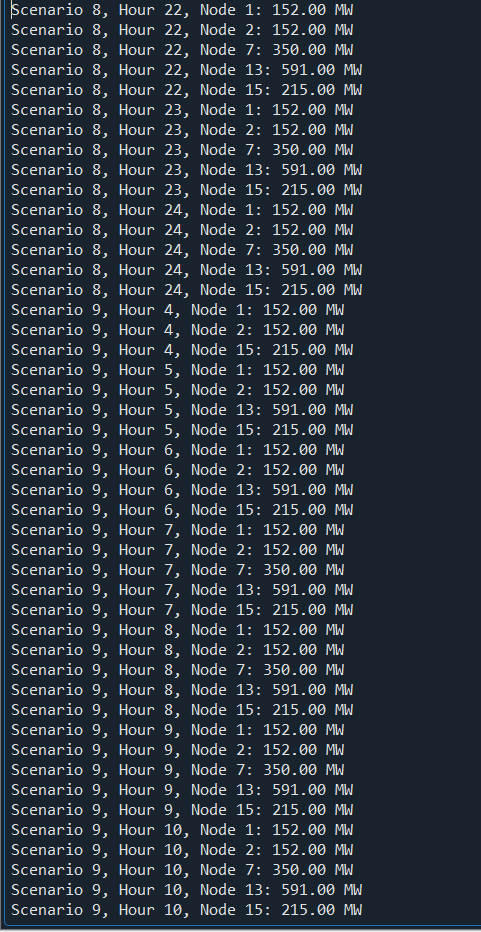 Scenario 8, Hour 22, Node 1: 152.00 MW
Scenario 8, Hour 22, Node 2: 152.00 MW
Scenario 8, Hour 22, Node 7: 350.00 MW
Scenario 8, Hour 22, Node 13: 591.00 MW
Scenario 8, Hour 22, Node 15: 215.00 MW
Scenario 8, Hour 23, Node 1: 152.00 MW
Scenario 8, Hour 23, Node 2: 152.00 MW
Scenario 8, Hour 23, Node 7: 350.00 MW
Scenario 8, Hour 23, Node 13: 591.00 MW
Scenario 8, Hour 23, Node 15: 215.00 MW
Scenario 8, Hour 24, Node 1: 152.00 MW
Scenario 8, Hour 24, Node 2: 152.00 MW
Scenario 8, Hour 24, Node 7: 350.00 MW
Scenario 8, Hour 24, Node 13: 591.00 MW
Scenario 8, Hour 24, Node 15: 215.00 MW
Scenario 9, Hour 4, Node 1: 152.00 MW
Scenario 9, Hour 4, Node 2: 152.00 MW
Scenario 9, Hour 4, Node 15: 215.00 MW
Scenario 9, Hour 5, Node 1: 152.00 MW
Scenario 9, Hour 5, Node 2: 152.00 MW
Scenario 9, Hour 5, Node 13: 591.00 MW
Scenario 9, Hour 5, Node 15: 215.00 MW
Scenario 9, Hour 6, Node 1: 152.00 MW
Scenario 9, Hour 6, Node 2: 152.00 MW
Scenario 9, Hour 6, Node 13: 591.00 MW
Scenario 9, Hour 6, Node 15: 215.00 MW
Scenario 9, Hour 7, Node 1: 152.00 MW
Scenario 9, Hour 7, Node 2: 152.00 MW
Scenario 9, Hour 7, Node 7: 350.00 MW
Scenario 9, Hour 7, Node 13: 591.00 MW
Scenario 9, Hour 7, Node 15: 215.00 MW
Scenario 9, Hour 8, Node 1: 152.00 MW
Scenario 9, Hour 8, Node 2: 152.00 MW
Scenario 9, Hour 8, Node 7: 350.00 MW
Scenario 9, Hour 8, Node 13: 591.00 MW
Scenario 9, Hour 8, Node 15: 215.00 MW
Scenario 9, Hour 9, Node 1: 152.00 MW
Scenario 9, Hour 9, Node 2: 152.00 MW
Scenario 9, Hour 9, Node 7: 350.00 MW
Scenario 9, Hour 9, Node 13: 591.00 MW
Scenario 9, Hour 9, Node 15: 215.00 MW
Scenario 9, Hour 10, Node 1: 152.00 MW
Scenario 9, Hour 10, Node 2: 152.00 MW
Scenario 9, Hour 10, Node 7: 350.00 MW
Scenario 9, Hour 10, Node 13: 591.00 MW
Scenario 9, Hour 10, Node 15: 215.00 MW